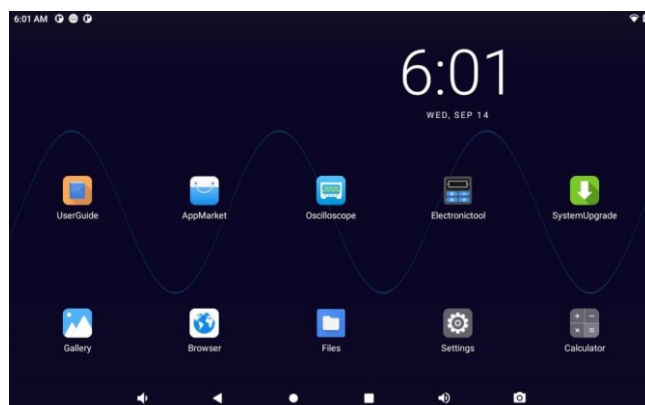 6:01 AM
6:01
WED, SEP 14
UserGuide
AppMarket
Oscilloscope
Electronictool
SystemUpgrade
Gallery
Browser
Files
Settings
Calculator